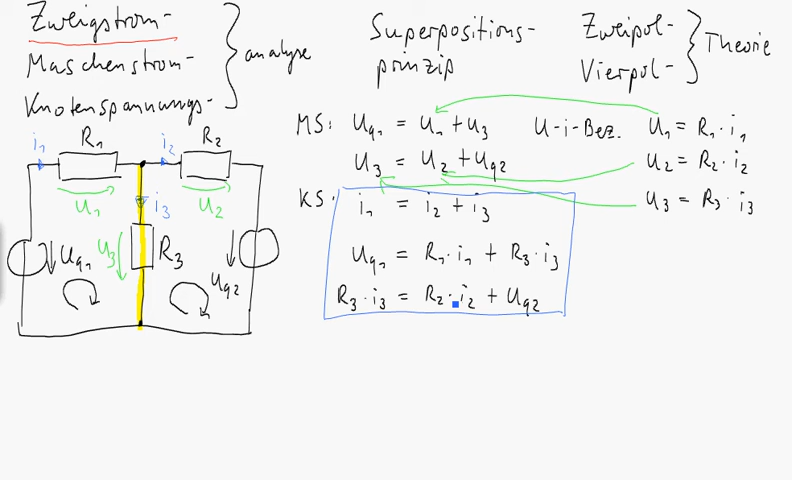 Zweigstrom-
Maschenstrom-
Knotenspannungs-
analyse
Superpositions-
prinzip
Zweipol-
Vierpol-
Theorie
MS: Uq1 = U1 + U3
U3 = U2 + Uq2
U-i-Bez. U1 = R1 · i1
U2 = R2 · i2
U3 = R3 · i3
KS: i1 = i2 + i3
Uq1 = R1 · i1 + R3 · i3
R3 · i3 = R2 · i2 + Uq2
i1 R1 i2 R2
U1 U2
i3
Uq1 U3 R3 Uq2